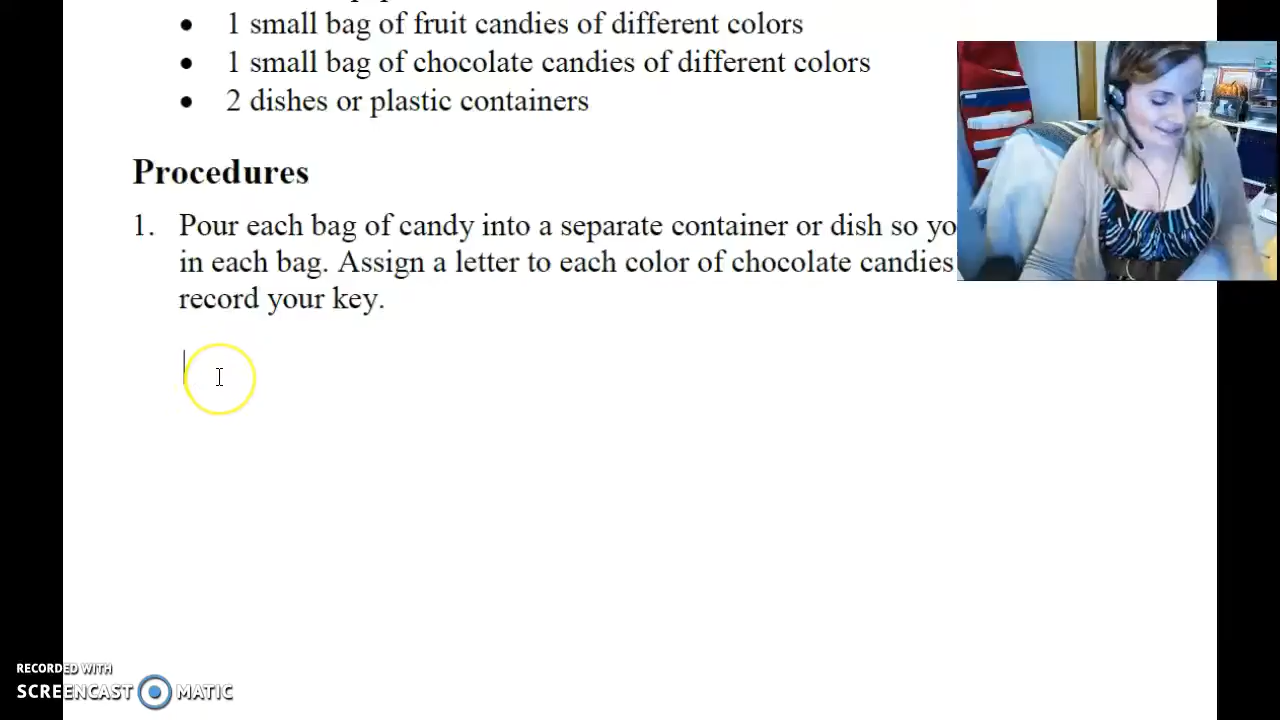 1 small bag of fruit candies of different colors
1 small bag of chocolate candies of different colors
2 dishes or plastic containers
Procedures
1. Pour each bag of candy into a separate container or dish so yo
in each bag. Assign a letter to each color of chocolate candies
record your key.
RECORDED WITH
SCREENCAST MATIC